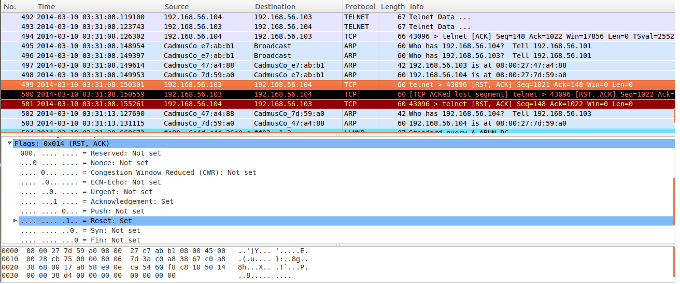 No. Time Source Destination Protocol Length Info
492 2014-03-10 03:31:08.119100 192.168.56.104 192.168.56.103 TELNET 67 Telnet Data ...
493 2014-03-10 03:31:08.123743 192.168.56.103 192.168.56.104 TELNET 67 Telnet Data ...
494 2014-03-10 03:31:08.126302 192.168.56.104 192.168.56.103 TCP 66 43096 > telnet [ACK] Seq=148 Ack=1022 Win=17856 Len=0 TSval=2552
495 2014-03-10 03:31:08.148954 CadmusCo_e7:ab:b1 Broadcast ARP 60 Who has 192.168.56.104? Tell 192.168.56.101
496 2014-03-10 03:31:08.149397 CadmusCo_e7:ab:b1 Broadcast ARP 60 Who has 192.168.56.103? Tell 192.168.56.101
497 2014-03-10 03:31:08.149614 CadmusCo_47:a4:88 CadmusCo_e7:ab:b1 ARP 42 192.168.56.103 is at 08:00:27:47:a4:88
498 2014-03-10 03:31:08.149953 CadmusCo_7d:59:a0 CadmusCo_e7:ab:b1 ARP 60 192.168.56.104 is at 08:00:27:7d:59:a0
499 2014-03-10 03:31:08.150301 192.168.56.103 192.168.56.104 TCP 60 telnet > 43096 [RST, ACK] Seq=1021 Ack=148 Win=0 Len=0
500 2014-03-10 03:31:08.150559 192.168.56.103 192.168.56.104 TCP 60 [TCP ACKed lost segment] telnet > 43096 [RST, ACK] Seq=1022 Ack=
501 2014-03-10 03:31:08.155261 192.168.56.104 192.168.56.103 TCP 60 43096 > telnet [RST, ACK] Seq=148 Ack=1022 Win=0 Len=0
502 2014-03-10 03:31:13.127690 CadmusCo_47:a4:88 CadmusCo_7d:59:a0 ARP 42 Who has 192.168.56.104? Tell 192.168.56.103
503 2014-03-10 03:31:13.131115 CadmusCo_7d:59:a0 CadmusCo_47:a4:88 ARP 60 192.168.56.104 is at 08:00:27:7d:59:a0
Flags: 0x014 (RST, ACK)
000. .... .... = Reserved: Not set
...0 .... .... = Nonce: Not set
.... 0... .... = Congestion Window Reduced (CWR): Not set
.... .0.. .... = ECN-Echo: Not set
.... ..0. .... = Urgent: Not set
.... ...1 .... = Acknowledgement: Set
.... .... 0... = Push: Not set
.... .... .1.. = Reset: Set
.... .... ..0. = Syn: Not set
.... .... ...0 = Fin: Not set
0000 08 00 27 7d 59 a0 08 00 27 e7 ab b1 08 00 45 00 ..'}Y... '.....E.
0010 00 28 cb 75 00 00 80 06 7d 3a c0 a8 38 67 c0 a8 .(.u.... }:..8g..
0020 38 68 00 17 a8 58 e9 0e ca 54 60 f8 c8 10 50 14 8h...X.. .T`...P.
0030 00 00 38 d4 00 00 00 00 00 00 00 00 ..8..... ....